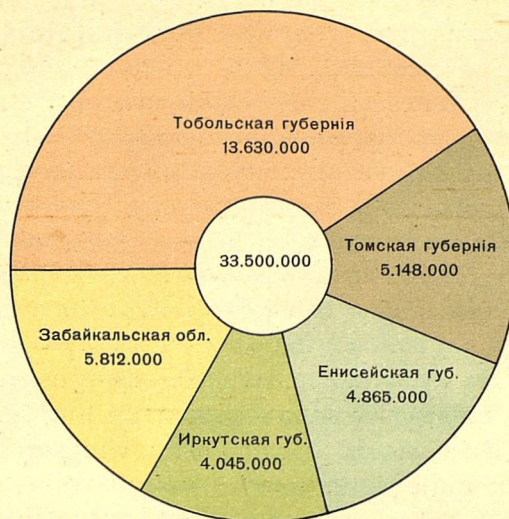 Тобольская губернія
13.630.000
Томская губернія
5.148.000
33.500.000
Забайкальская обл.
5.812.000
Енисейская губ.
4.865.000
Иркутская губ.
4.045.000